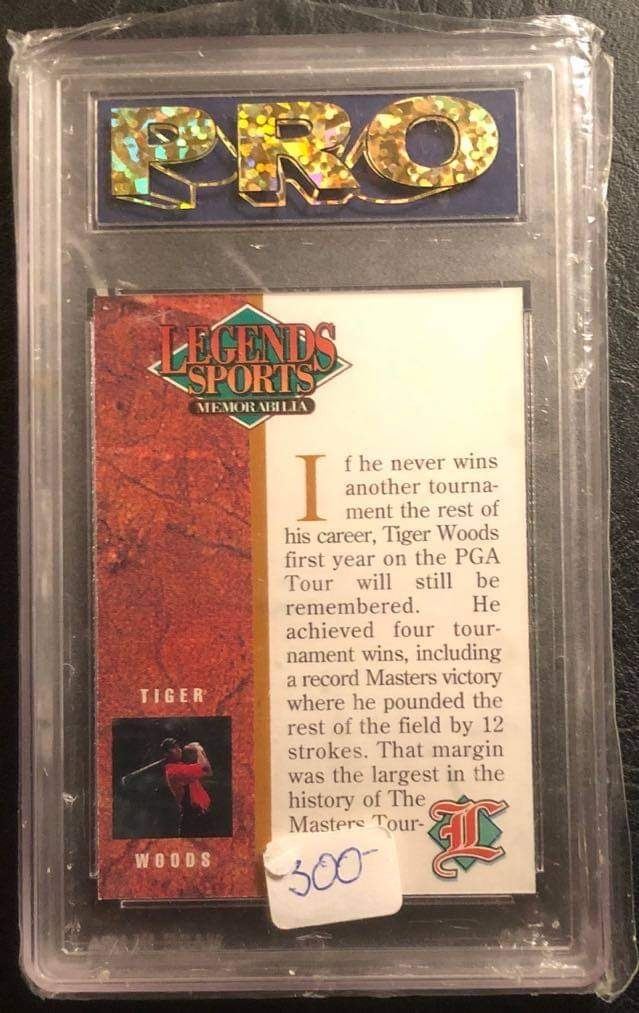 PRO
LEGENDS
SPORTS
MEMORABILIA
If he never wins
another tourna-
ment the rest of
his career, Tiger Woods
first year on the PGA
Tour will still be
remembered. He
achieved four tour-
nament wins, including
a record Masters victory
where he pounded the
rest of the field by 12
strokes. That margin
was the largest in the
history of The
Masters Tour-
TIGER
WOODS
L
300-